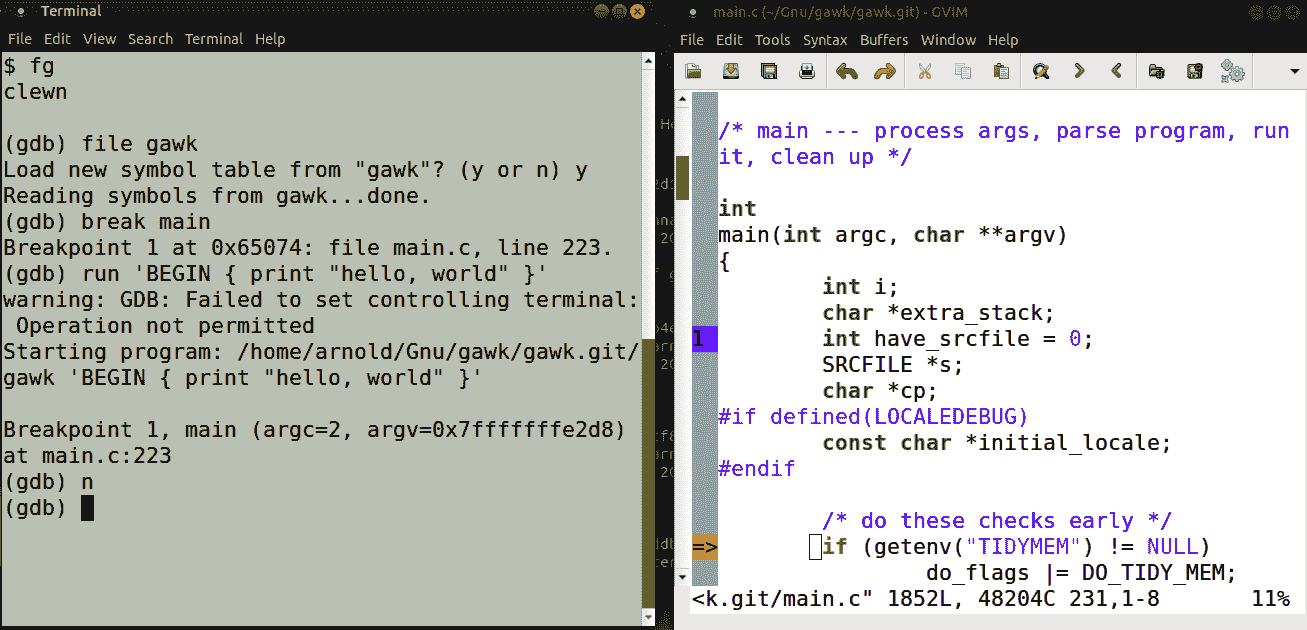 Terminal
File Edit View Search Terminal Help
$ fg
clewn
(gdb) file gawk
Load new symbol table from "gawk"? (y or n) y
Reading symbols from gawk...done.
(gdb) break main
Breakpoint 1 at 0x65074: file main.c, line 223.
(gdb) run 'BEGIN { print "hello, world" }'
warning: GDB: Failed to set controlling terminal:
 Operation not permitted
Starting program: /home/arnold/Gnu/gawk/gawk.git/
gawk 'BEGIN { print "hello, world" }'
Breakpoint 1, main (argc=2, argv=0x7fffffffe2d8)
at main.c:223
(gdb) n
(gdb)
main.c (~/Gnu/gawk/gawk.git) - GVIM
File Edit Tools Syntax Buffers Window Help
/* main --- process args, parse program, run
it, clean up */
int
main(int argc, char **argv)
{
int i;
char *extra_stack;
1 int have_srcfile = 0;
SRCFILE *s;
char *cp;
#if defined(LOCALEDEBUG)
const char *initial_locale;
#endif
/* do these checks early */
=> if (getenv("TIDYMEM") != NULL)
do_flags |= DO_TIDY_MEM;
<k.git/main.c" 1852L, 48204C 231,1-8 11%